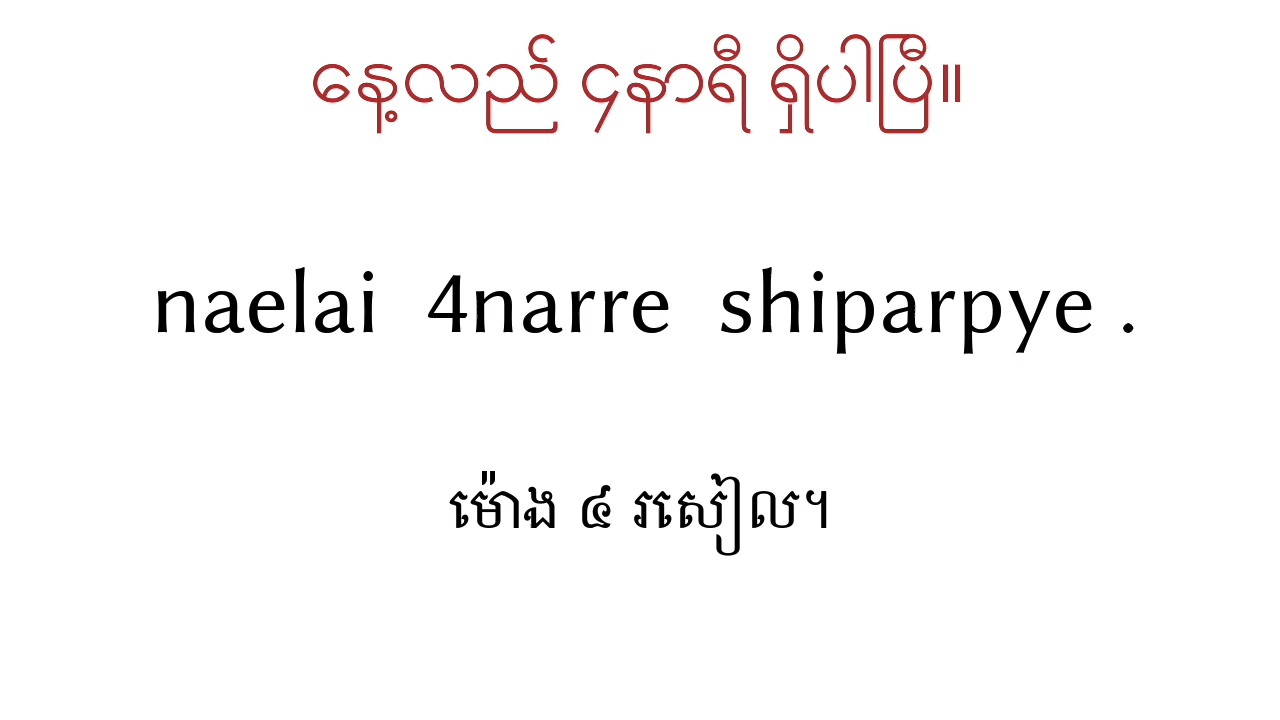 နေ့လည် ၄နာရီ ရှိပါပြီ။
naelai 4narre shiparpye .
ម៉ោង ៤ រសៀល។